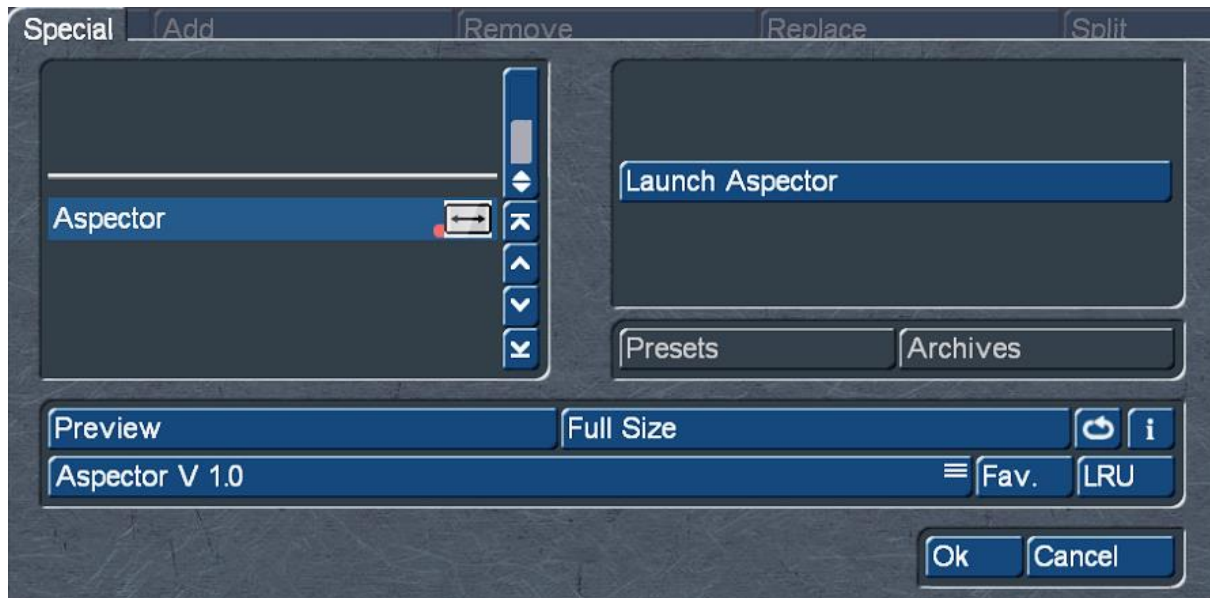 Special Add Remove Replace Split
Launch Aspector
Aspector
Presets Archives
Preview Full Size i
Aspector V 1.0 Fav. LRU
Ok Cancel